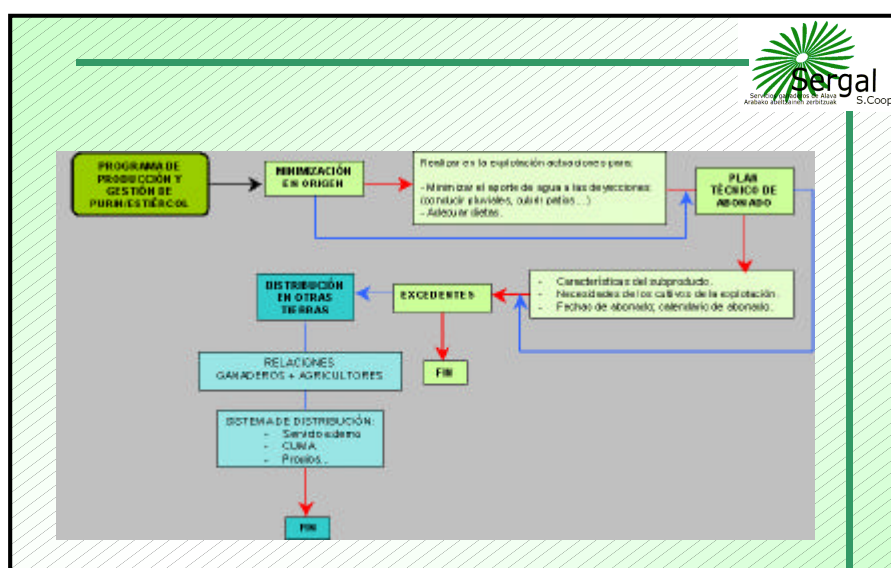 Sergal
Servicios ganaderos de Alava
Arabako abeltzainen zerbitzuak
S.Coop
PROGRAMA DE
PRODUCCIÓN Y
GESTIÓN DE
PURIN/ESTIÉRCOL
MINIMIZACIÓN
EN ORIGEN
Realizar en la explotación actuaciones para:
- Minimizar el aporte de agua a las deyecciones
(conducir pluviales, cubrir patios....)
- Adecuar dietas.
PLAN
TÉCNICO DE
ABONADO
- Características del subproducto.
- Necesidades de los cultivos de la explotación.
- Fechas de abonado; calendario de abonado.
EXCEDENTES
FIN
DISTRIBUCIÓN
EN OTRAS
TIERRAS
RELACIONES
GANADEROS + AGRICULTORES
SISTEMA DE DISTRIBUCIÓN:
- Servicio externo
- CUMA
- Propios...
FIN